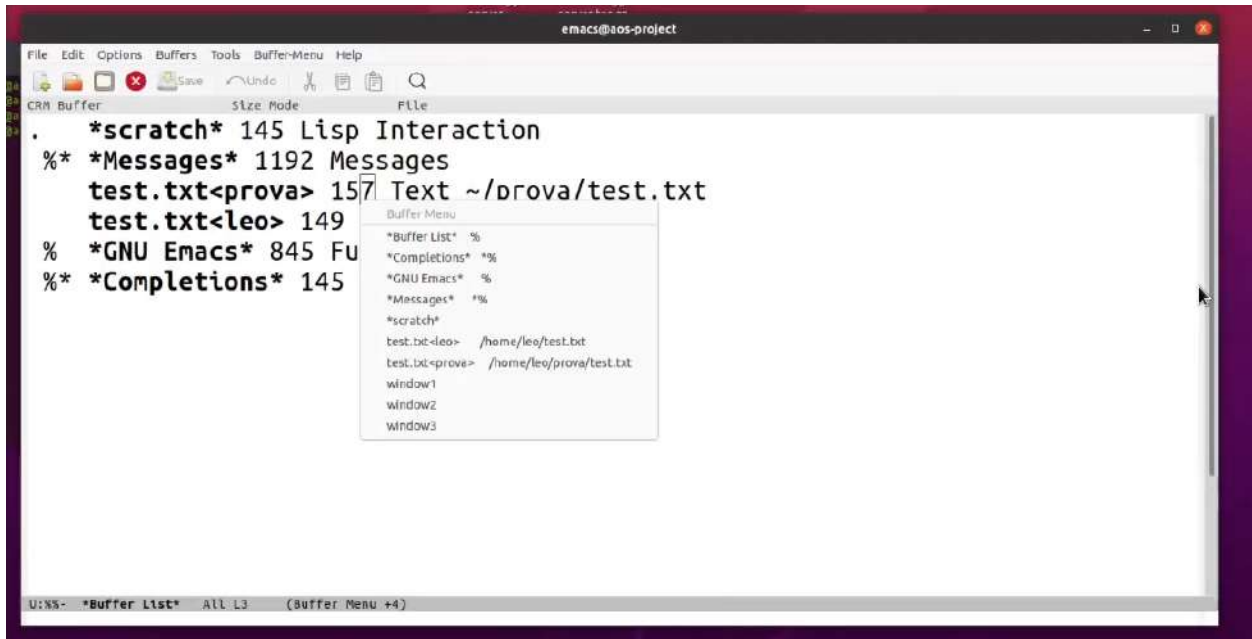 emacs@aos-project
File Edit Options Buffers Tools Buffer-Menu Help
Save Undo
CRM Buffer Size Mode File
. *scratch* 145 Lisp Interaction
%* *Messages* 1192 Messages
test.txt<prova> 157 Text ~/prova/test.txt
test.txt<leo> 149
% *GNU Emacs* 845 Fu
%* *Completions* 145
Buffer Menu
*Buffer List* %
*Completions* *%
*GNU Emacs* %
*Messages* *%
*scratch*
test.txt<leo> /home/leo/test.txt
test.txt<prova> /home/leo/prova/test.txt
window1
window2
window3
U:%%- *Buffer List* All L3 (Buffer Menu +4)